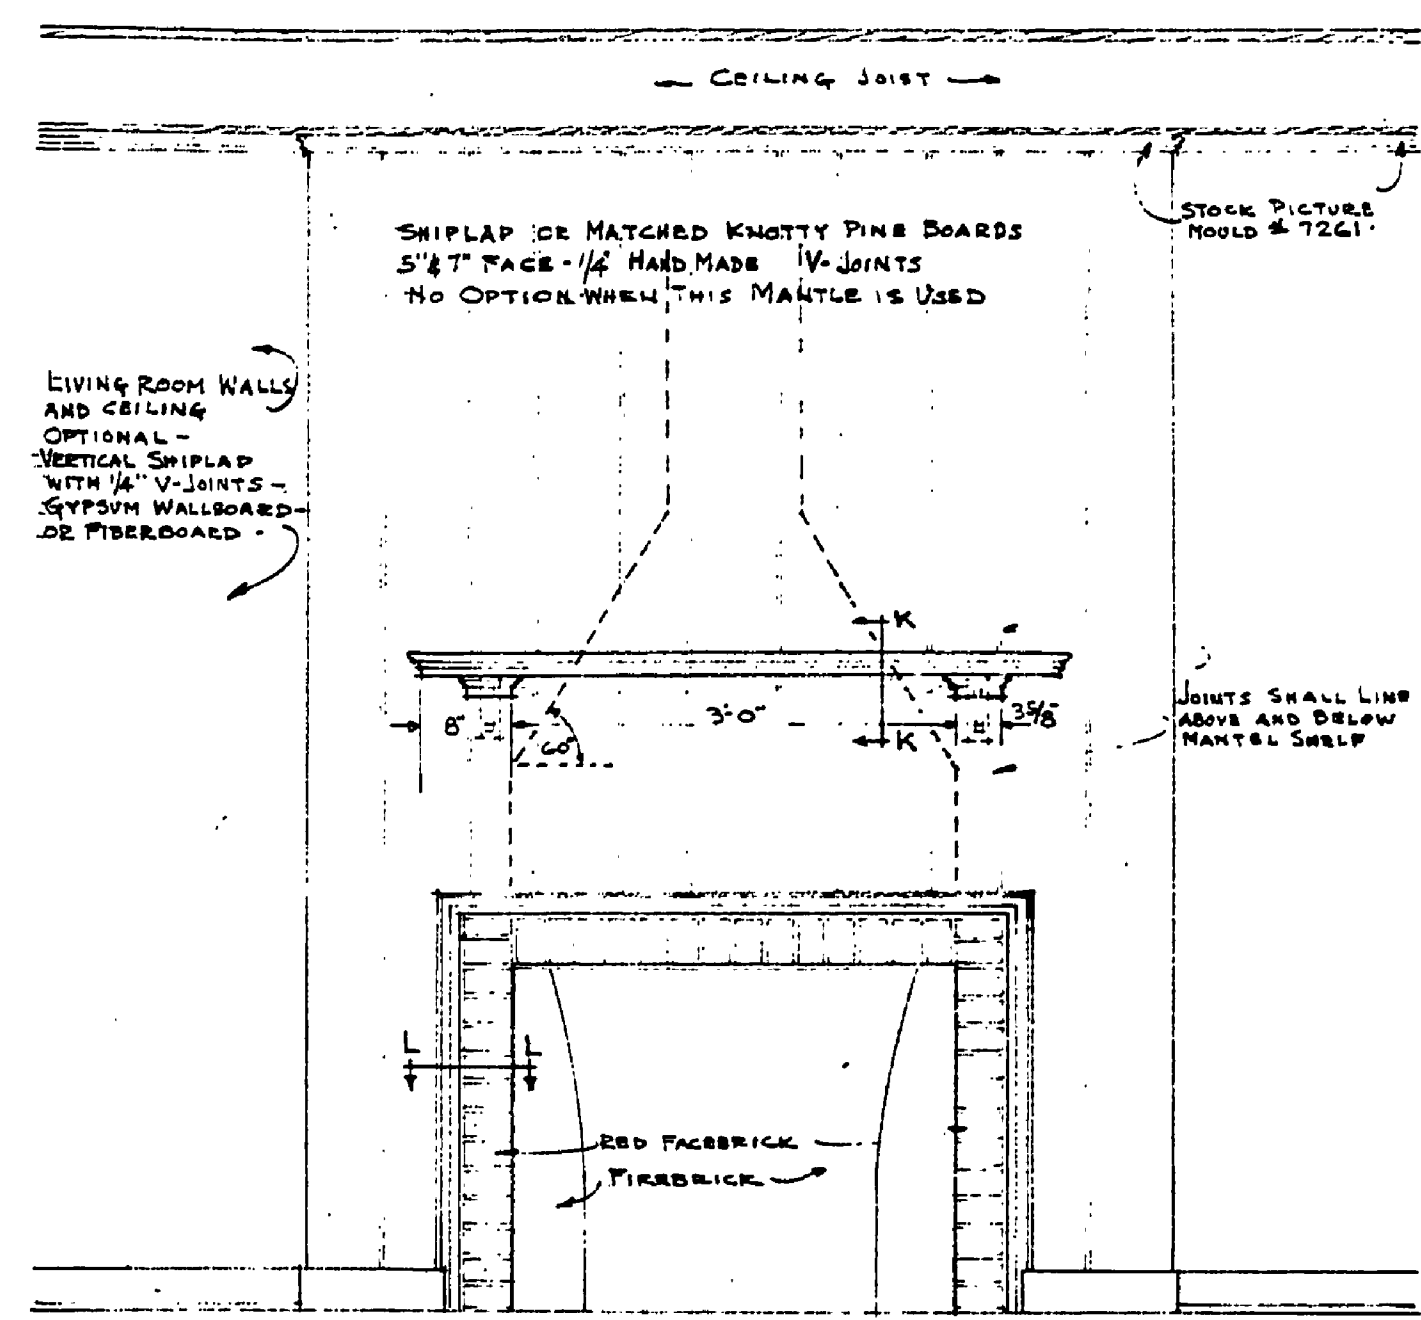 CEILING JOIST
STOCK PICTURE
MOULD # 7261.
SHIPLAP OR MATCHED KNOTTY PINE BOARDS
5" & 7" FACE - 1/4" HAND MADE V-JOINTS
NO OPTION WHEN THIS MANTLE IS USED
LIVING ROOM WALLS
AND CEILING
OPTIONAL -
VERTICAL SHIPLAP
WITH 1/4" V-JOINTS -
GYPSUM WALLBOARD -
OR FIBERBOARD .
K
JOINTS SHALL LINE
ABOVE AND BELOW
MANTEL SHELF
8"
3'-0"
3 5/8"
60°
K
L
L
RED FACEBRICK
FIREBRICK